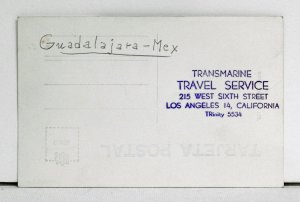 Guadalajara - Mex
TRANSMARINE
TRAVEL SERVICE
215 WEST SIXTH STREET
LOS ANGELES 14, CALIFORNIA
TRinity 5534
TARJETA POSTAL